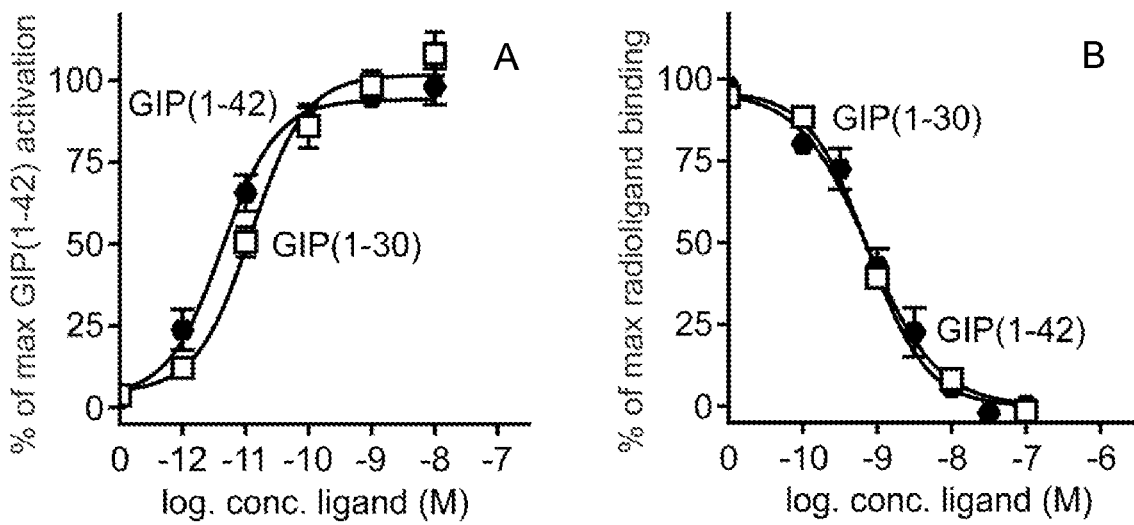 A
% of max GIP(1-42) activation
100
75
50
25
0
GIP(1-42)
GIP(1-30)
0 -12 -11 -10 -9 -8 -7
log. conc. ligand (M)
B
% of max radioligand binding
100
75
50
25
0
GIP(1-30)
GIP(1-42)
0 -10 -9 -8 -7 -6
log. conc. ligand (M)